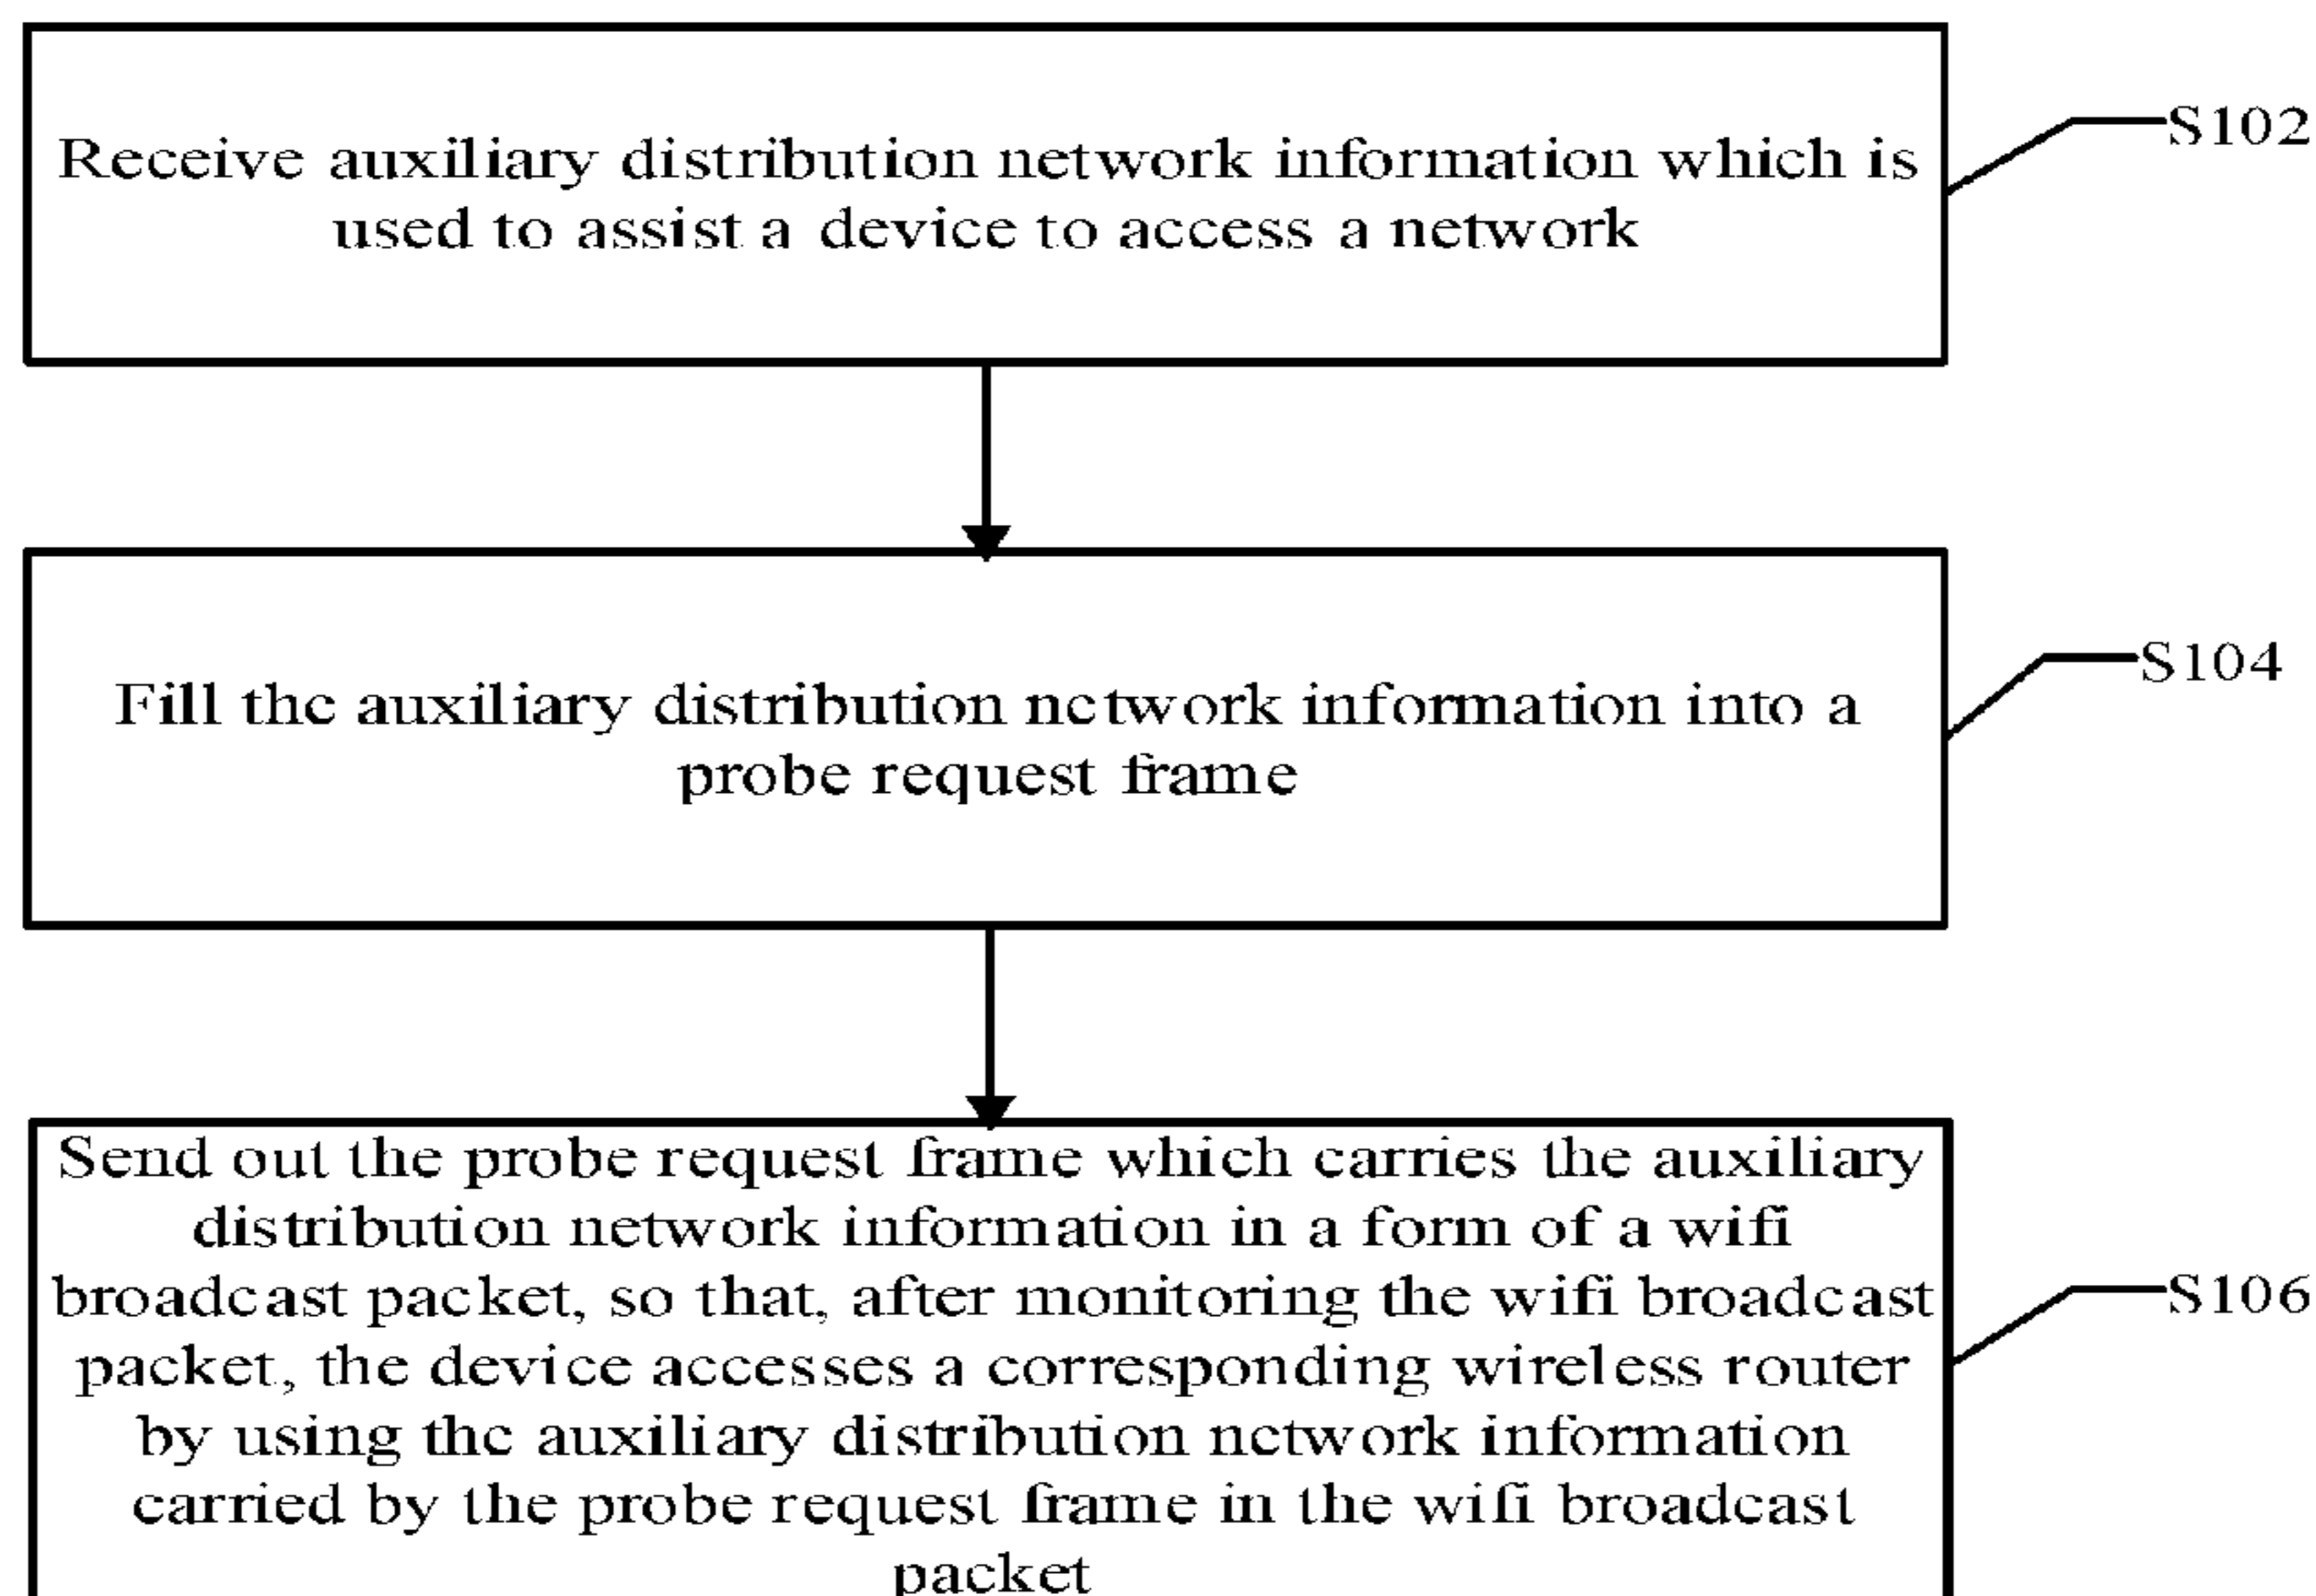 Receive auxiliary distribution network information which is
used to assist a device to access a network
S102
Fill the auxiliary distribution network information into a
probe request frame
S104
Send out the probe request frame which carries the auxiliary
distribution network information in a form of a wifi
broadcast packet, so that, after monitoring the wifi broadcast
packet, the device accesses a corresponding wireless router
by using the auxiliary distribution network information
carried by the probe request frame in the wifi broadcast
packet
S106